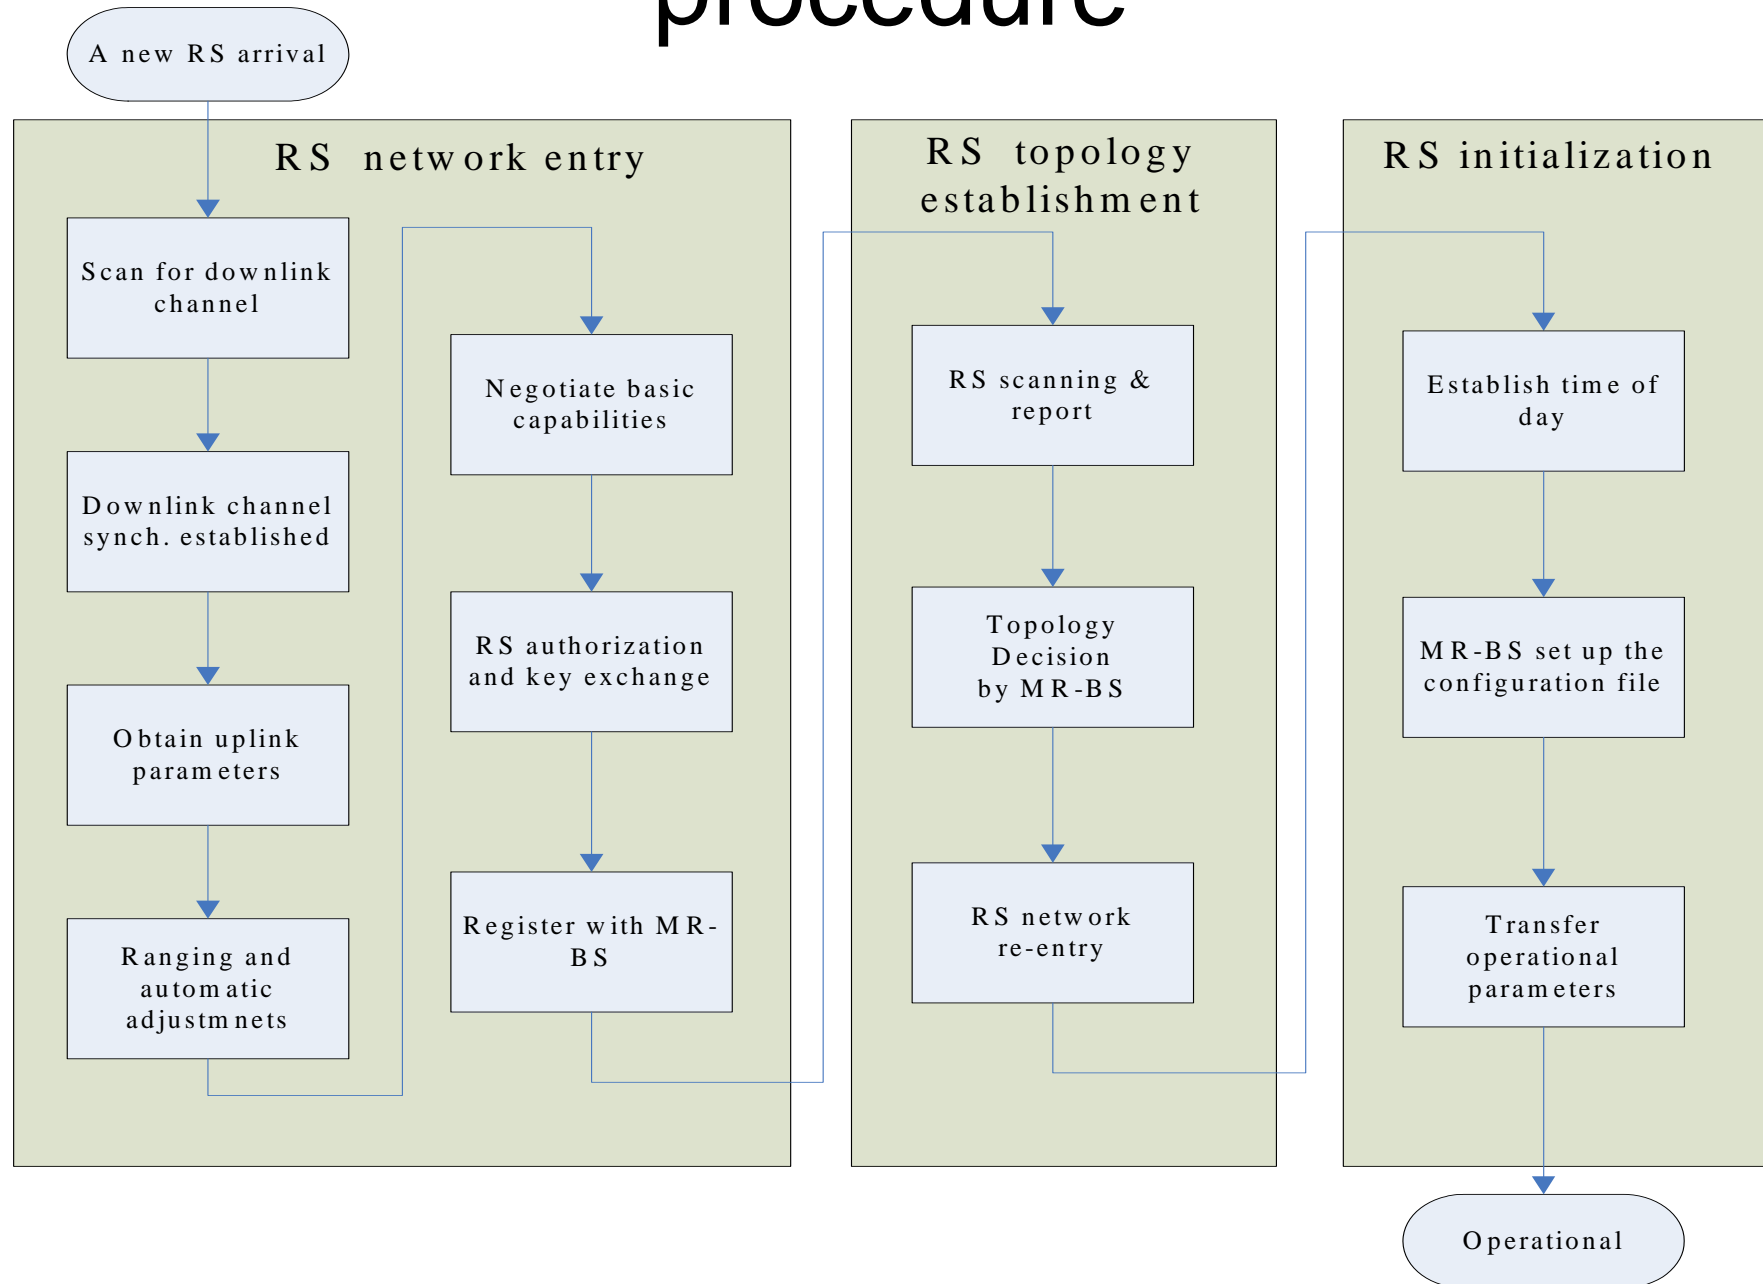 procedure
A new RS arrival
RS network entry
Scan for downlink
channel
Downlink channel
synch. established
Obtain uplink
parameters
Ranging and
automatic
adjustmnets
Negotiate basic
capabilities
RS authorization
and key exchange
Register with MR-
BS
RS topology
establishment
RS scanning &
report
Topology
Decision
by MR-BS
RS network
re-entry
RS initialization
Establish time of
day
MR-BS set up the
configuration file
Transfer
operational
parameters
Operational